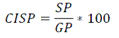 CISP = SP/GP * 100